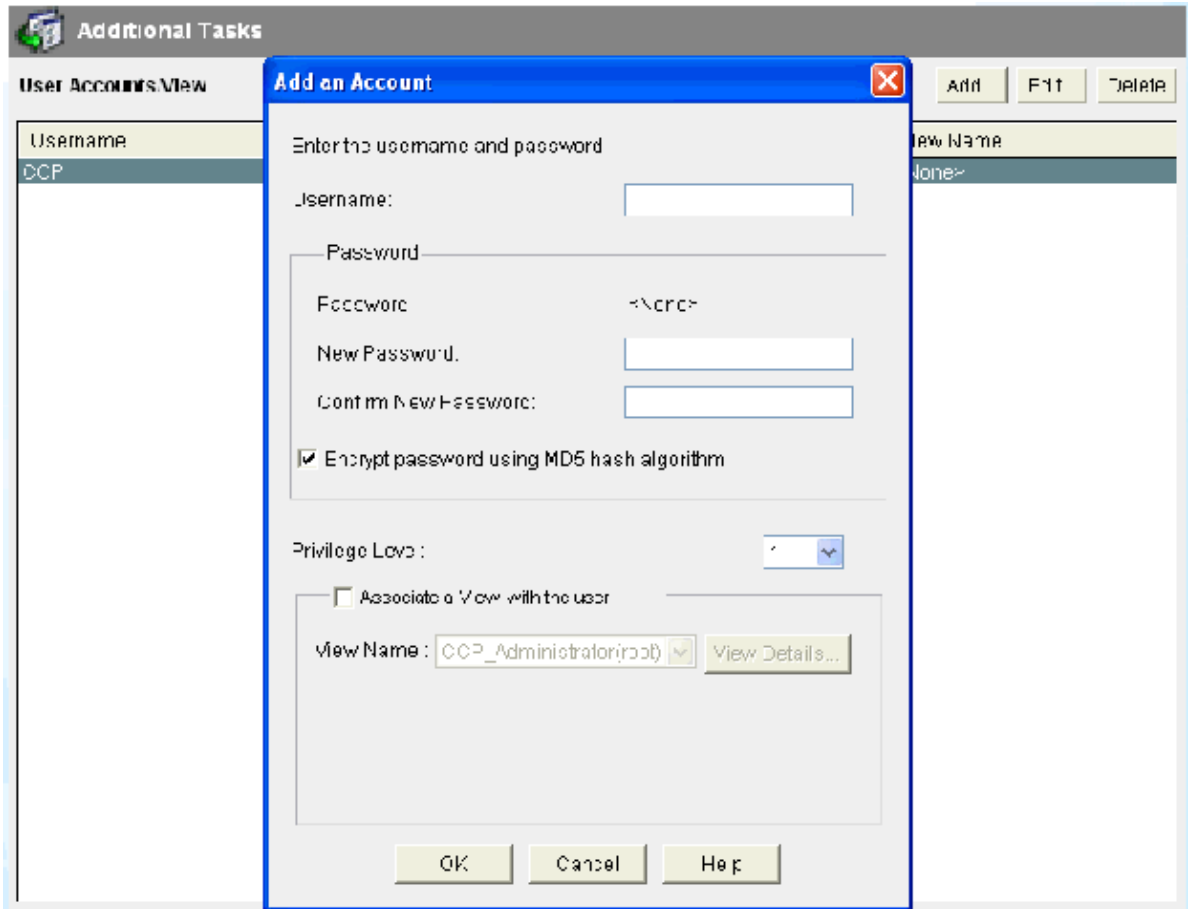 Additional Tasks
User Accounts/View
Add an Account
Add
Edit
Delete
Username
iew Name
CCP
None>
Enter the username and password
Username:
Password
Password
<None>
New Password:
Confirm New Password:
Encrypt password using MD5 hash algorithm
Privilege Level:
1
Associate a View with the user
View Name :
CCP_Administrator(root)
View Details...
OK
Cancel
Help